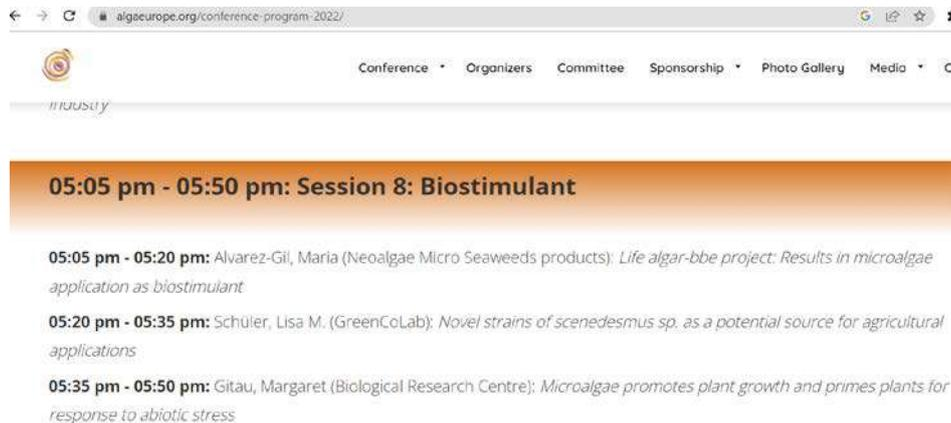 algaeurope.org/conference-program-2022/
Conference Organizers Committee Sponsorship Photo Gallery Media
industry
05:05 pm - 05:50 pm: Session 8: Biostimulant
05:05 pm - 05:20 pm: Alvarez-Gil, Maria (Neoalgae Micro Seaweeds products): Life algar-bbe project: Results in microalgae
application as biostimulant
05:20 pm - 05:35 pm: Schüler, Lisa M. (GreenCoLab): Novel strains of scenedesmus sp. as a potential source for agricultural
applications
05:35 pm - 05:50 pm: Gitau, Margaret (Biological Research Centre): Microalgae promotes plant growth and primes plants for
response to abiotic stress